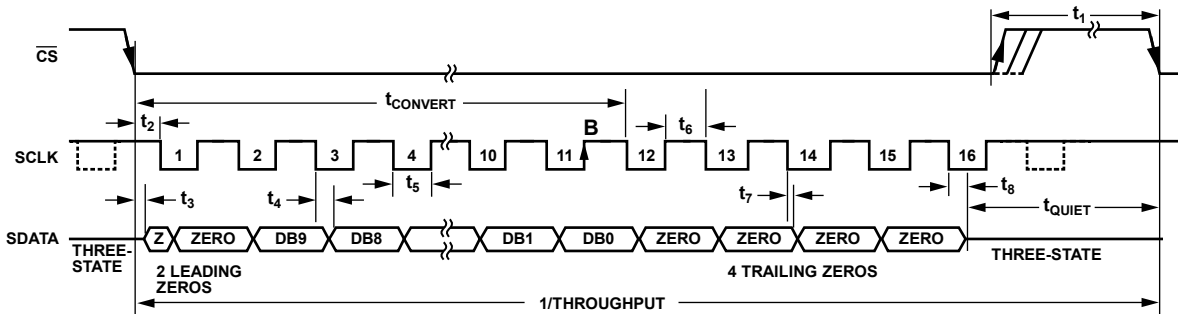 t1
CS
tCONVERT
t2
B
t6
SCLK
1 2 3 4 10 11 12 13 14 15 16
t3
t4
t5
t7
t8
tQUIET
SDATA
Z ZERO DB9 DB8 DB1 DB0 ZERO ZERO ZERO ZERO
THREE-
STATE
2 LEADING
ZEROS
4 TRAILING ZEROS
THREE-STATE
1/THROUGHPUT